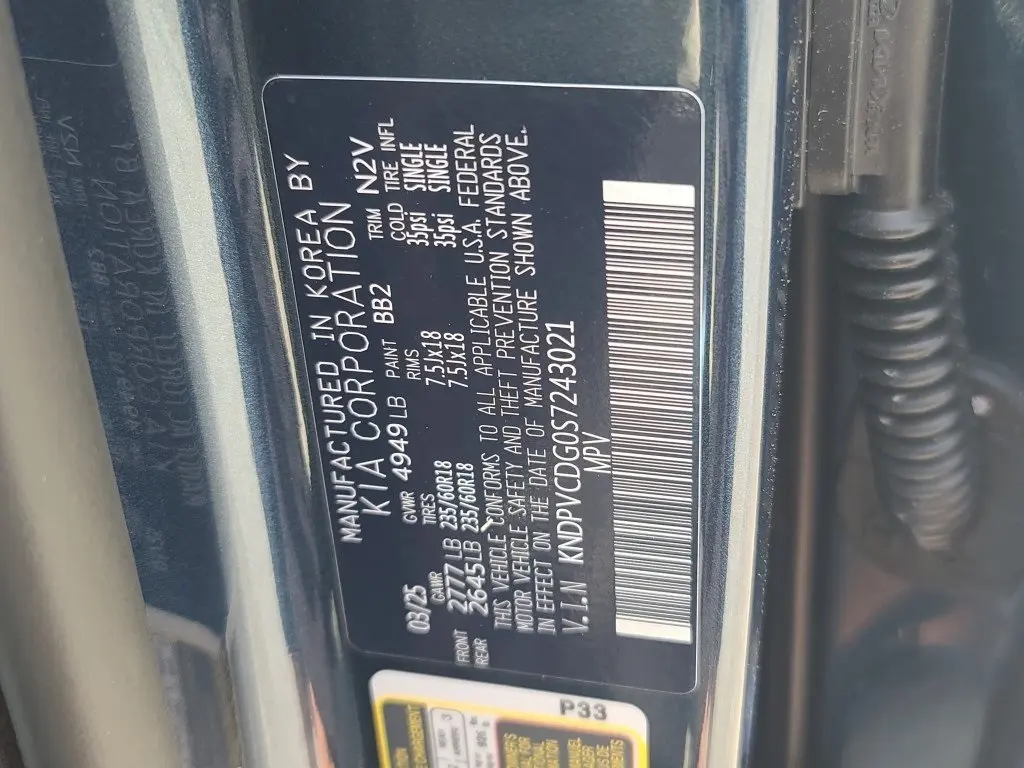 MANUFACTURED IN KOREA BY
KIA CORPORATION
03/25 GVWR 4949 LB PAINT BB2 TRIM N2V
GAWR TIRES RIMS COLD TIRE INFL
FRONT 2777 LB 235/60R18 7.5Jx18 35psi SINGLE
REAR 2645 LB 235/60R18 7.5Jx18 35psi SINGLE
THIS VEHICLE CONFORMS TO ALL APPLICABLE U.S.A. FEDERAL
MOTOR VEHICLE SAFETY AND THEFT PREVENTION STANDARDS
IN EFFECT ON THE DATE OF MANUFACTURE SHOWN ABOVE.
V.I.N KNDPVCDG0S7243021
MPV
P33